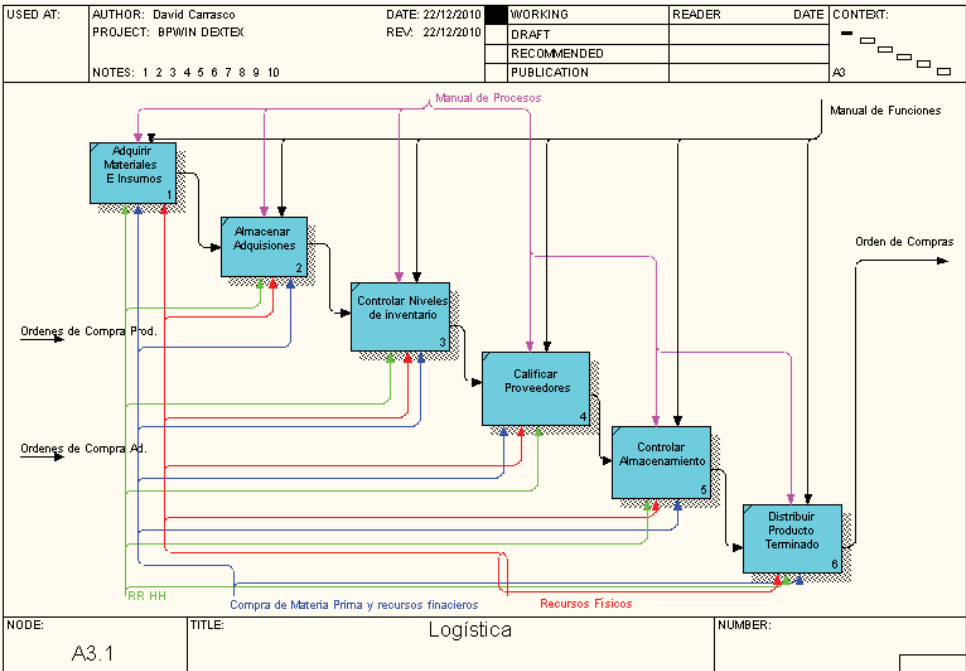 USED AT:
AUTHOR: David Carrasco
DATE: 22/12/2010
WORKING
READER
DATE
CONTEXT:
PROJECT: BPWIN DEXTEX
REV: 22/12/2010
DRAFT
RECOMMENDED
NOTES: 1 2 3 4 5 6 7 8 9 10
PUBLICATION
A3
Manual de Procesos
Manual de Funciones
Adquirir
Materiales
E Insumos
1
Almacenar
Adquisiones
2
Orden de Compras
Controlar Niveles
de inventario
3
Ordenes de Compra Prod.
Calificar
Proveedores
4
Ordenes de Compra Ad.
Controlar
Almacenamiento
5
Distribuir
Producto
Terminado
6
RR HH
Compra de Materia Prima y recursos finacieros
Recursos Físicos
NODE:
TITLE:
NUMBER:
Logística
A3.1